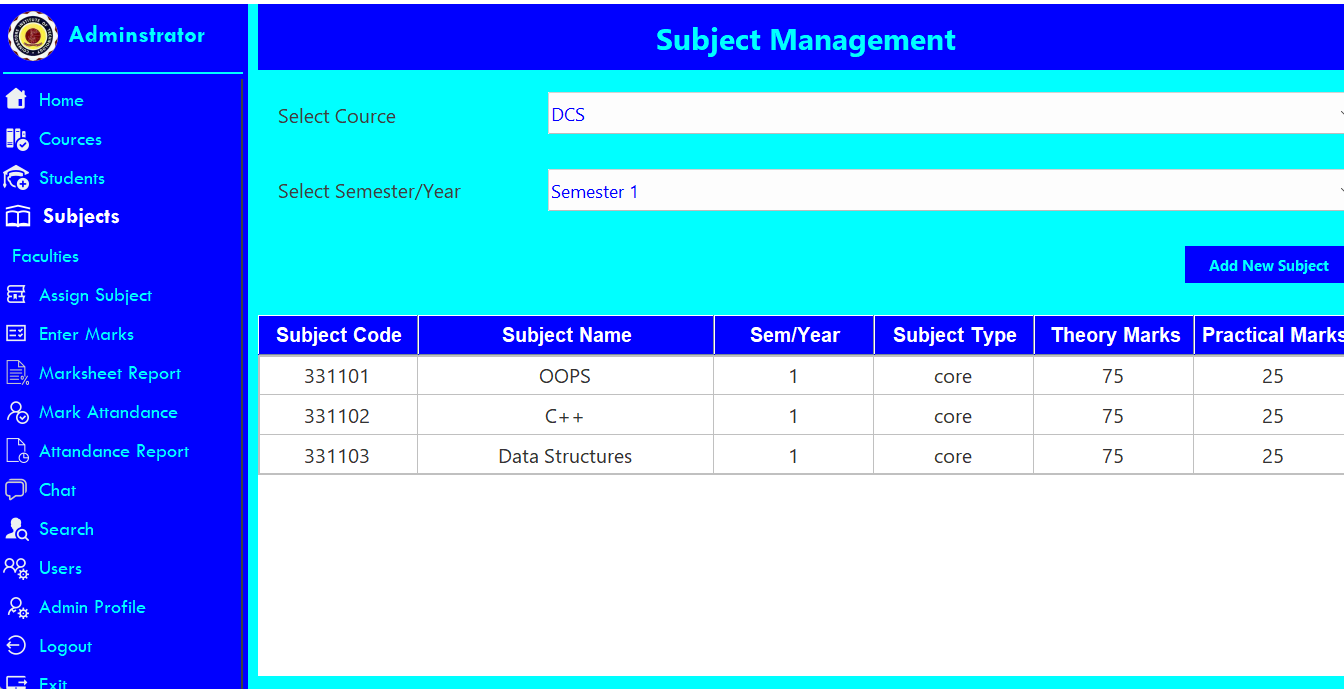 Adminstrator
Home
Cources
Students
Subjects
Faculties
Assign Subject
Enter Marks
Marksheet Report
Mark Attandance
Attandance Report
Chat
Search
Users
Admin Profile
Logout
Exit
Subject Management
Select Cource DCS
Select Semester/Year Semester 1
Add New Subject
Subject Code Subject Name Sem/Year Subject Type Theory Marks Practical Marks
331101 OOPS 1 core 75 25
331102 C++ 1 core 75 25
331103 Data Structures 1 core 75 25